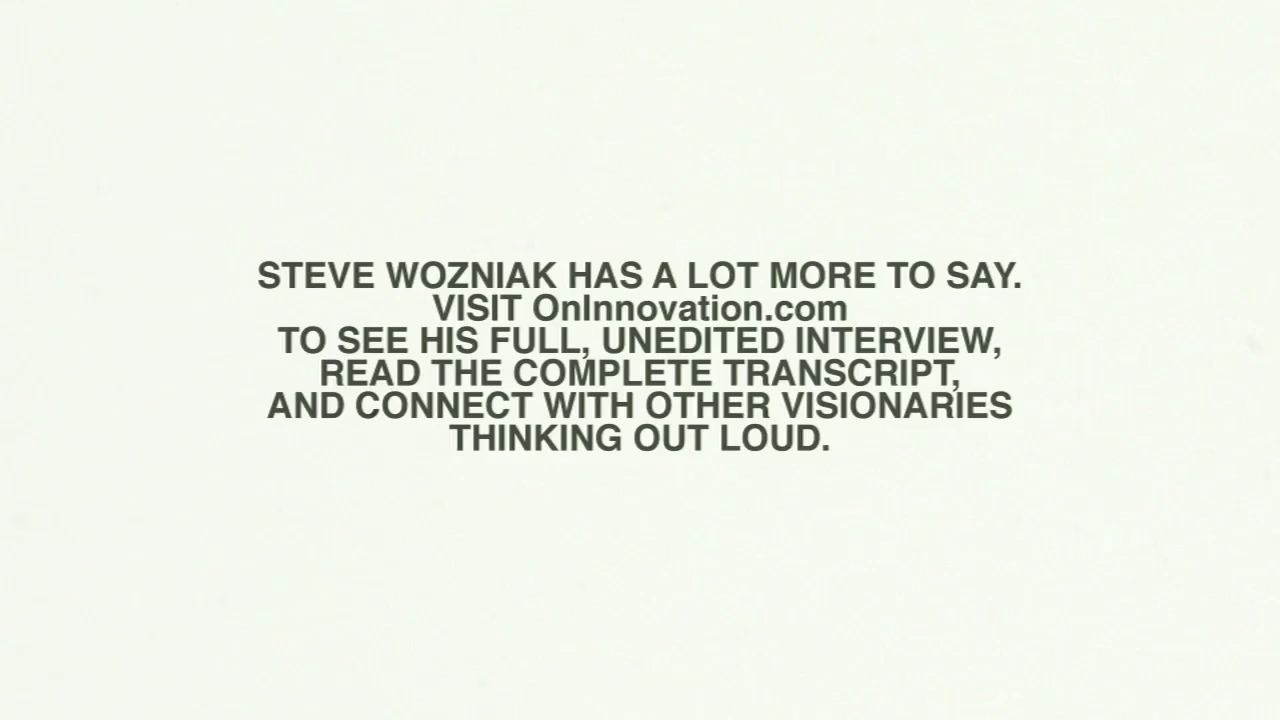 STEVE WOZNIAK HAS A LOT MORE TO SAY.
VISIT OnInnovation.com
TO SEE HIS FULL, UNEDITED INTERVIEW,
READ THE COMPLETE TRANSCRIPT,
AND CONNECT WITH OTHER VISIONARIES
THINKING OUT LOUD.